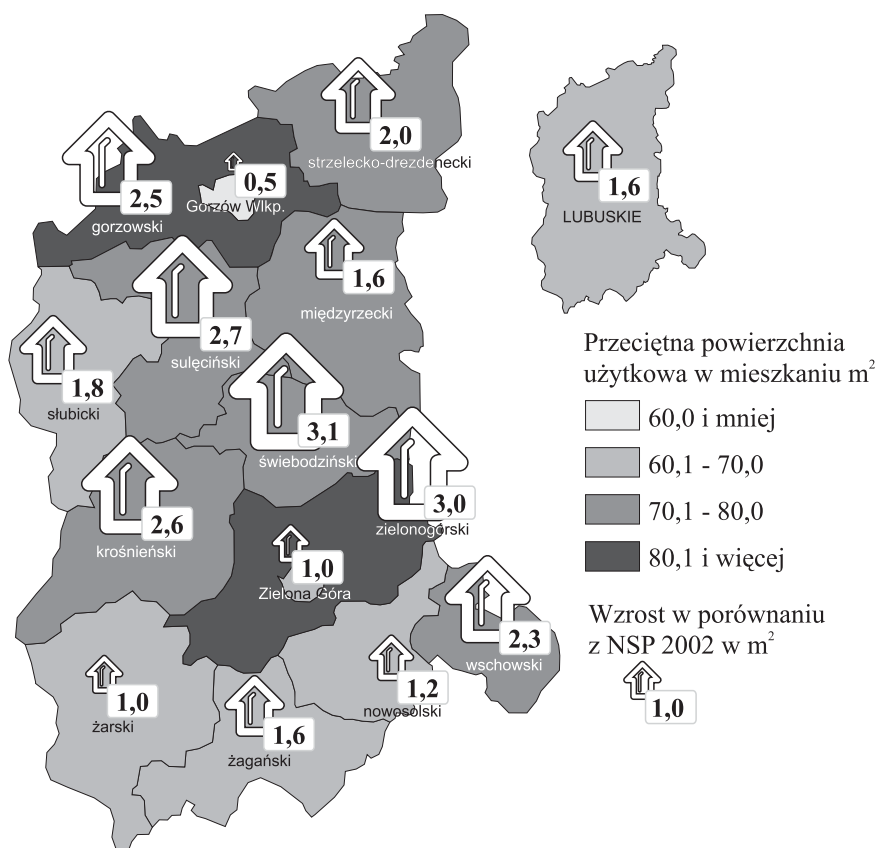 2,0
strzelecko-drezdenecki
2,5
gorzowski
0,5
Gorzów Wlkp.
1,6
LUBUSKIE
1,6
międzyrzecki
2,7
sulęciński
1,8
słubicki
3,1
świebodziński
3,0
zielonogórski
2,6
krośnieński
1,0
Zielona Góra
2,3
wschowski
1,0
żarski
1,2
nowosolski
1,6
żagański
Przeciętna powierzchnia
użytkowa w mieszkaniu m²
60,0 i mniej
60,1 - 70,0
70,1 - 80,0
80,1 i więcej
Wzrost w porównaniu
z NSP 2002 w m²
1,0